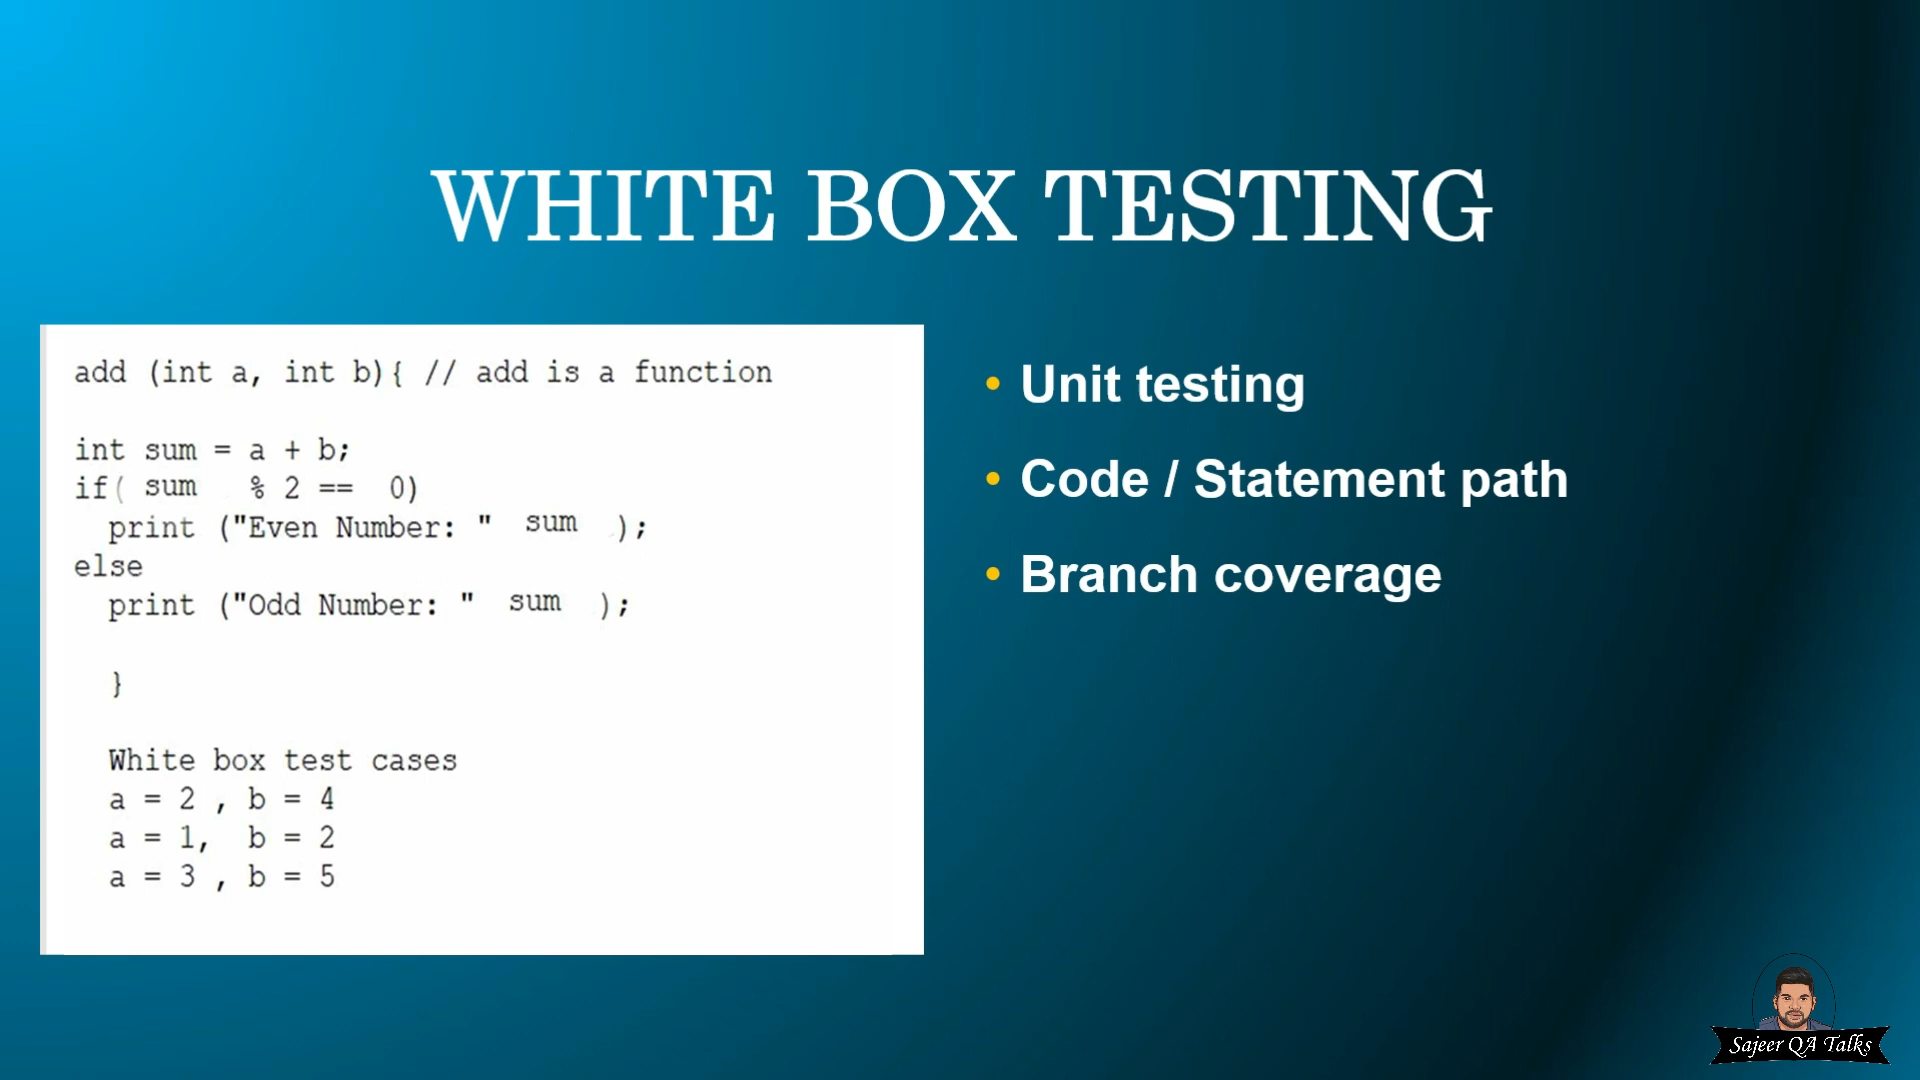 WHITE BOX TESTING
add (int a, int b){ // add is a function
int sum = a + b;
if( sum % 2 == 0)
print ("Even Number: " sum );
else
print ("Odd Number: " sum );
}
White box test cases
a = 2 , b = 4
a = 1, b = 2
a = 3 , b = 5
• Unit testing
• Code / Statement path
• Branch coverage
Sajeer QA Talks